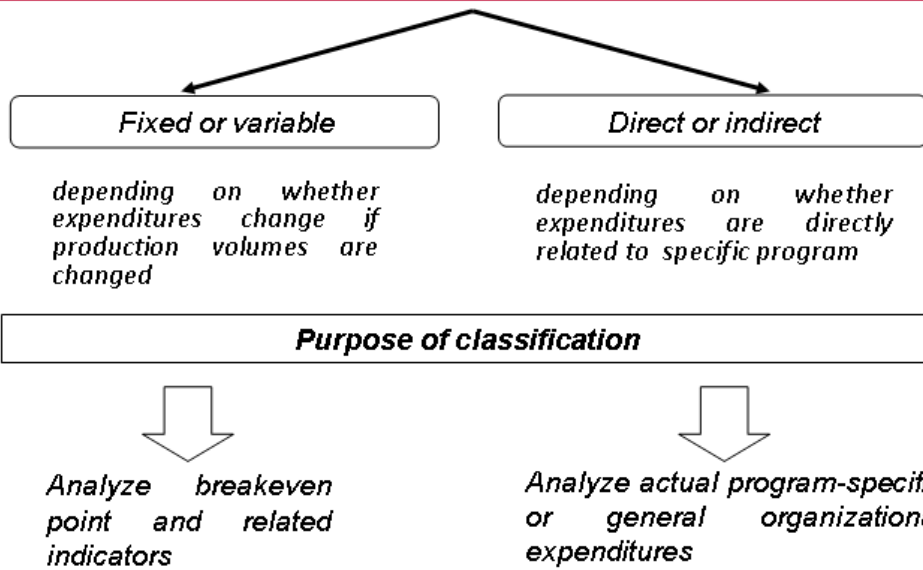 Fixed or variable
Direct or indirect
depending on whether
expenditures change if
production volumes are
changed
depending on whether
expenditures are directly
related to specific program
Purpose of classification
Analyze breakeven
point and related
indicators
Analyze actual program-specifi
or general organizationa
expenditures